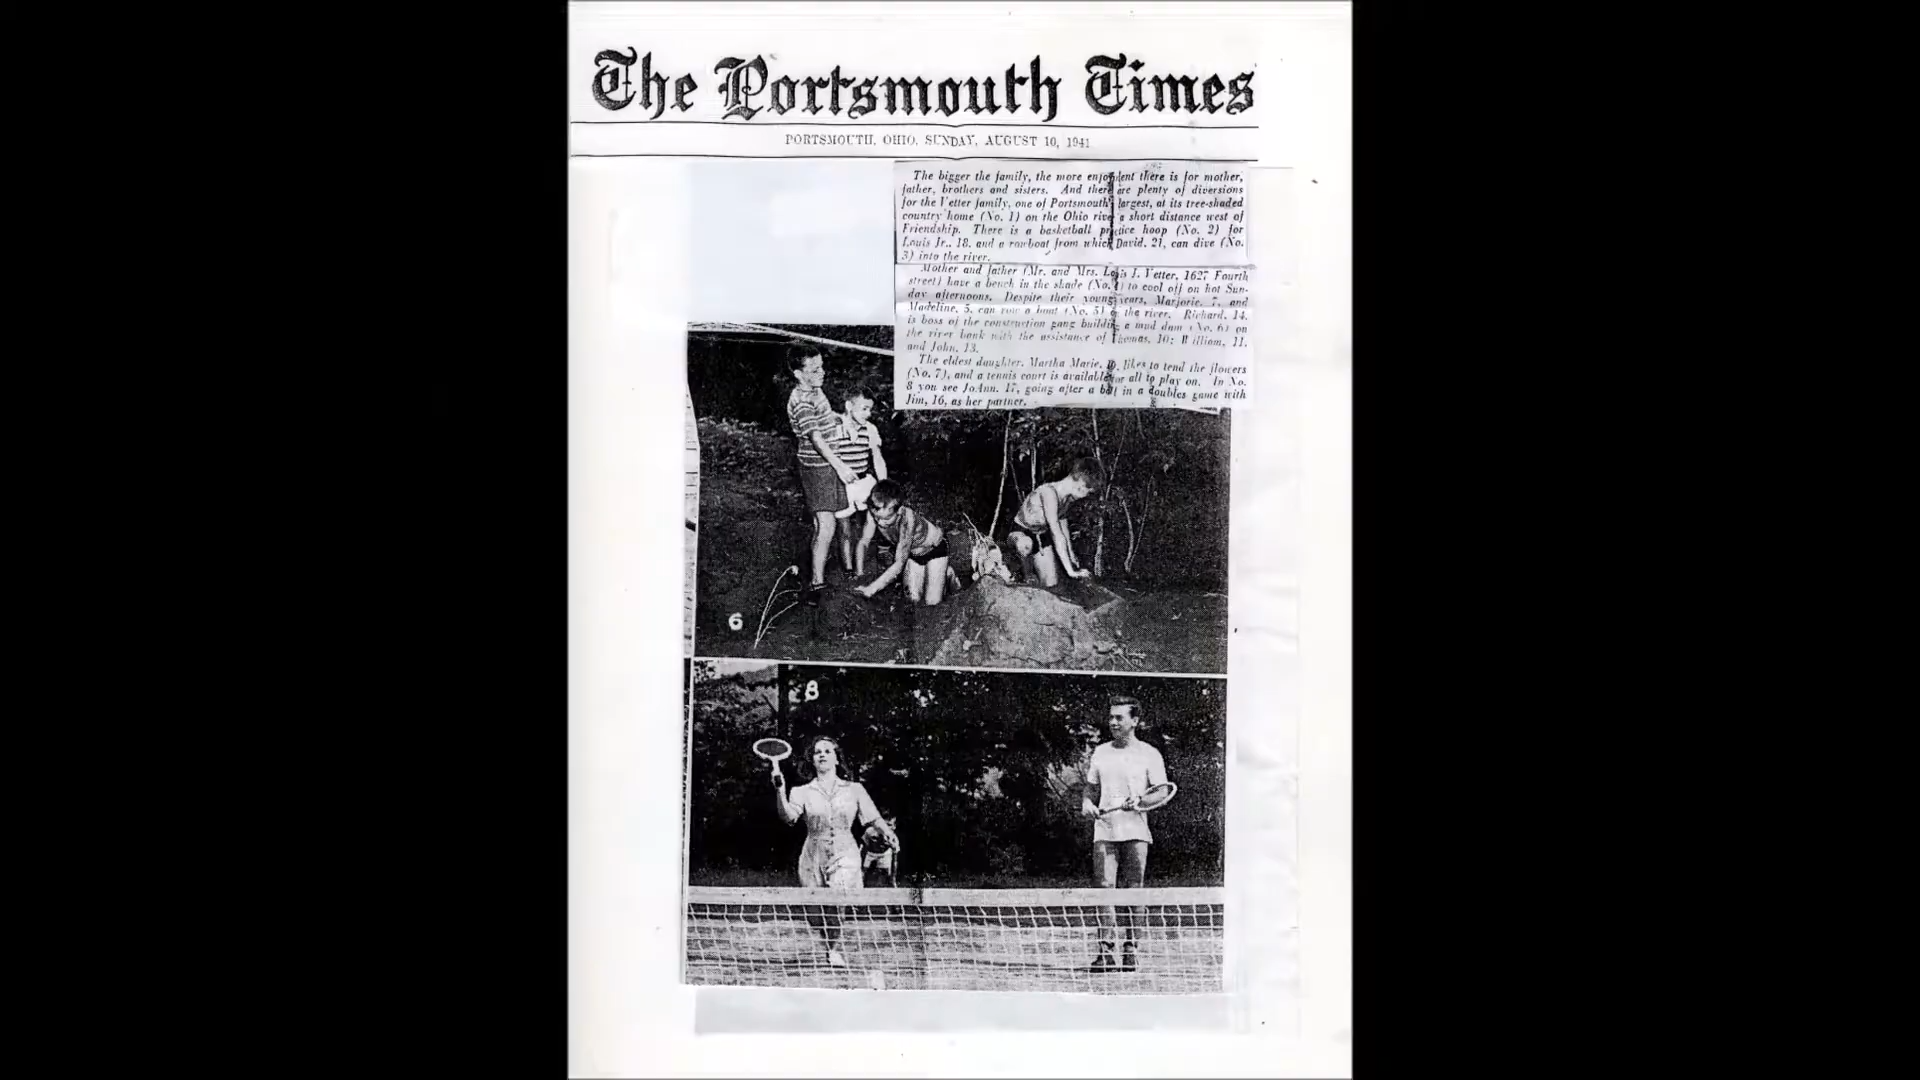 The Portsmouth Times
PORTSMOUTH, OHIO, SUNDAY, AUGUST 10, 1941
The bigger the family, the more enjoyment there is for mother,
father, brothers and sisters. And there are plenty of diversions
for the Vetter family, one of Portsmouth's largest, at its tree-shaded
country home (No. 1) on the Ohio river a short distance west of
Friendship. There is a basketball practice hoop (No. 2) for
Louis Jr., 18, and a rowboat from which David, 21, can dive (No.
3) into the river.
Mother and father (Mr. and Mrs. Louis J. Vetter, 1627 Fourth
street) have a bench in the shade (No. 4) to cool off on hot Sun-
day afternoons. Despite their young years, Marjorie, 7, and
Madeline, 5, can row a boat (No. 5) on the river. Richard, 14,
is boss of the construction gang building a mud dam (No. 6) on
the river bank with the assistance of Thomas, 10; William, 11,
and John, 13.
The eldest daughter, Martha Marie, likes to tend the flowers
(No. 7), and a tennis court is available for all to play on. In No.
8 you see JoAnn, 17, going after a ball in a doubles game with
Jim, 16, as her partner.
6
8